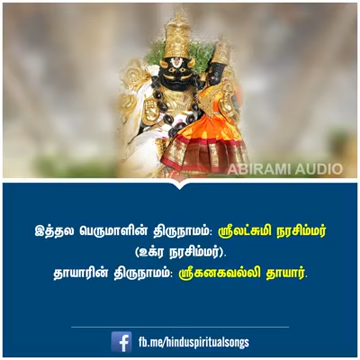 ABIRAMI AUDIO
இத்தல பெருமாளின் திருநாமம்: ஸ்ரீலட்சுமி நரசிம்மர்
(உக்ர நரசிம்மர்).
தாயாரின் திருநாமம்: ஸ்ரீகனகவல்லி தாயார்.
f fb.me/hinduspiritualsongs